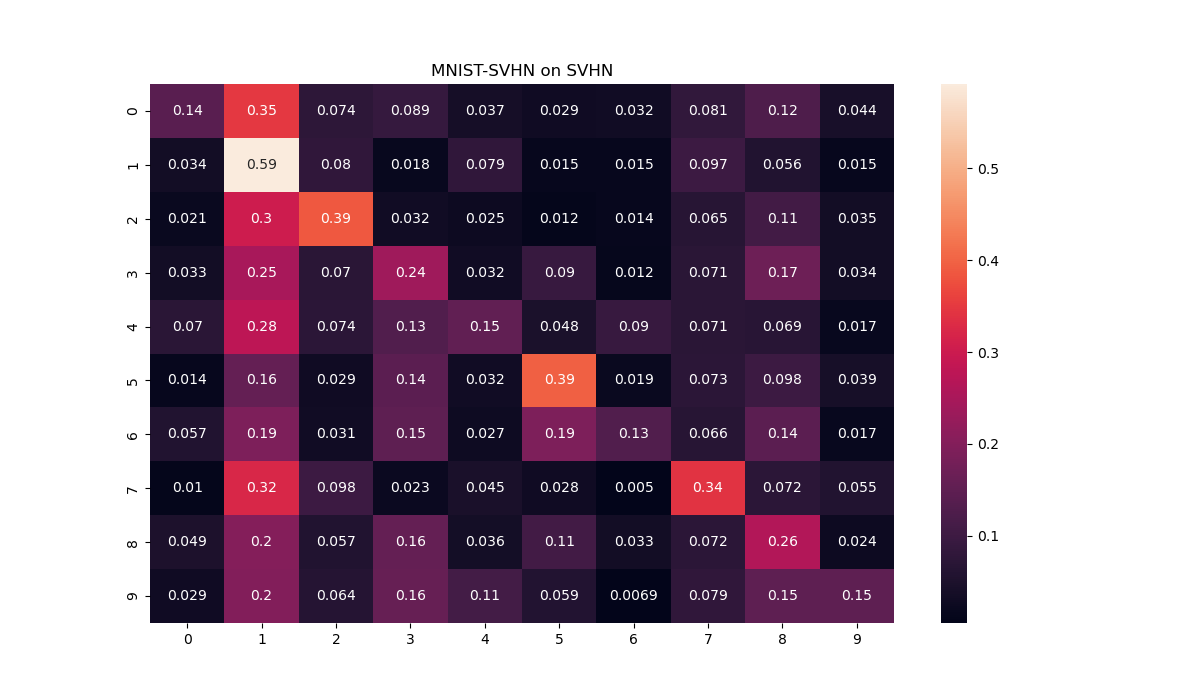 MNIST-SVHN on SVHN
0 0.14 0.35 0.074 0.089 0.037 0.029 0.032 0.081 0.12 0.044
1 0.034 0.59 0.08 0.018 0.079 0.015 0.015 0.097 0.056 0.015 0.5
2 0.021 0.3 0.39 0.032 0.025 0.012 0.014 0.065 0.11 0.035
3 0.033 0.25 0.07 0.24 0.032 0.09 0.012 0.071 0.17 0.034 0.4
4 0.07 0.28 0.074 0.13 0.15 0.048 0.09 0.071 0.069 0.017 0.3
5 0.014 0.16 0.029 0.14 0.032 0.39 0.019 0.073 0.098 0.039
6 0.057 0.19 0.031 0.15 0.027 0.19 0.13 0.066 0.14 0.017 0.2
7 0.01 0.32 0.098 0.023 0.045 0.028 0.005 0.34 0.072 0.055
8 0.049 0.2 0.057 0.16 0.036 0.11 0.033 0.072 0.26 0.024 0.1
9 0.029 0.2 0.064 0.16 0.11 0.059 0.0069 0.079 0.15 0.15
0 1 2 3 4 5 6 7 8 9